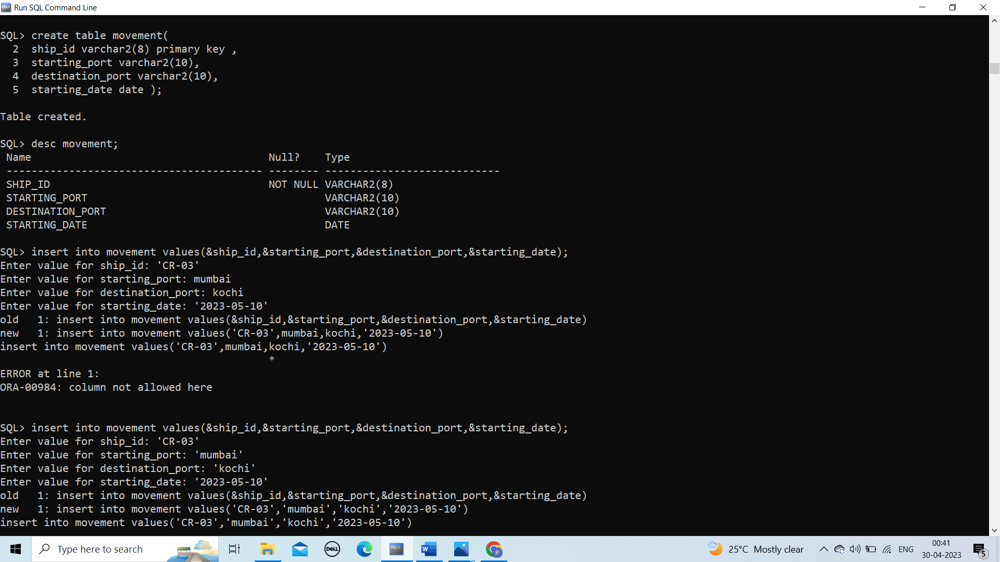 Run SQL Command Line
SQL> create table movement(
  2  ship_id varchar2(8) primary key ,
  3  starting_port varchar2(10),
  4  destination_port varchar2(10),
  5  starting_date date );
Table created.
SQL> desc movement;
 Name                                      Null?    Type
 ----------------------------------------- -------- ----------------------------
 SHIP_ID                                   NOT NULL VARCHAR2(8)
 STARTING_PORT                                      VARCHAR2(10)
 DESTINATION_PORT                                   VARCHAR2(10)
 STARTING_DATE                                      DATE
SQL> insert into movement values(&ship_id,&starting_port,&destination_port,&starting_date);
Enter value for ship_id: 'CR-03'
Enter value for starting_port: mumbai
Enter value for destination_port: kochi
Enter value for starting_date: '2023-05-10'
old   1: insert into movement values(&ship_id,&starting_port,&destination_port,&starting_date)
new   1: insert into movement values('CR-03',mumbai,kochi,'2023-05-10')
insert into movement values('CR-03',mumbai,kochi,'2023-05-10')
                                           *
ERROR at line 1:
ORA-00984: column not allowed here
SQL> insert into movement values(&ship_id,&starting_port,&destination_port,&starting_date);
Enter value for ship_id: 'CR-03'
Enter value for starting_port: 'mumbai'
Enter value for destination_port: 'kochi'
Enter value for starting_date: '2023-05-10'
old   1: insert into movement values(&ship_id,&starting_port,&destination_port,&starting_date)
new   1: insert into movement values('CR-03','mumbai','kochi','2023-05-10')
insert into movement values('CR-03','mumbai','kochi','2023-05-10')
Type here to search
DELL
SQL>
W
P
25°C Mostly clear
ENG
00:41
30-04-2023
5